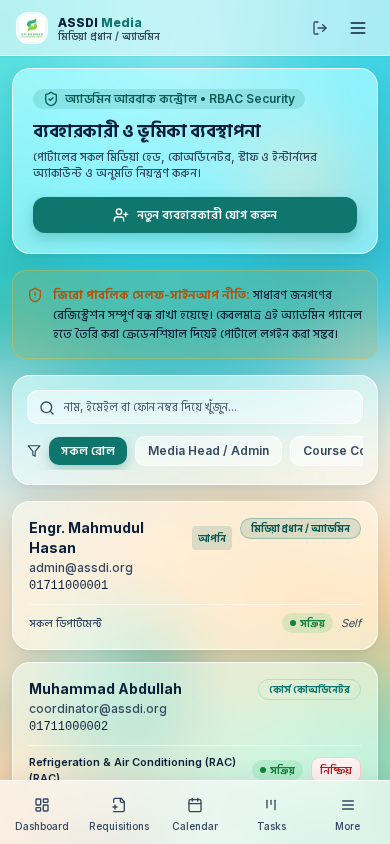 ASSDI Media
মিডিয়া প্রধান / অ্যাডমিন
অ্যাডমিন আরবাক কন্ট্রোল • RBAC Security
ব্যবহারকারী ও ভূমিকা ব্যবস্থাপনা
পোর্টালের সকল মিডিয়া হেড, কোঅর্ডিনেটর, স্টাফ ও ইন্টার্নদের
অ্যাকাউন্ট ও অনুমতি নিয়ন্ত্রণ করুন।
নতুন ব্যবহারকারী যোগ করুন
জিরো পাবলিক সেলফ-সাইনআপ নীতি: সাধারণ জনগণের
রেজিস্ট্রেশন সম্পূর্ণ বন্ধ রাখা হয়েছে। কেবলমাত্র এই অ্যাডমিন প্যানেল
হতে তৈরি করা ক্রেডেনশিয়াল দিয়েই পোর্টালে লগইন করা সম্ভব।
নাম, ইমেইল বা ফোন নম্বর দিয়ে খুঁজুন...
সকল রোল
Media Head / Admin
Course Co
Engr. Mahmudul
Hasan
আপনি
মিডিয়া প্রধান / অ্যাডমিন
admin@assdi.org
01711000001
সকল ডিপার্টমেন্ট
সক্রিয়
Self
Muhammad Abdullah
কোর্স কোঅর্ডিনেটর
coordinator@assdi.org
01711000002
Refrigeration & Air Conditioning (RAC)
(RAC)
সক্রিয়
নিষ্ক্রিয়
Dashboard
Requisitions
Calendar
Tasks
More